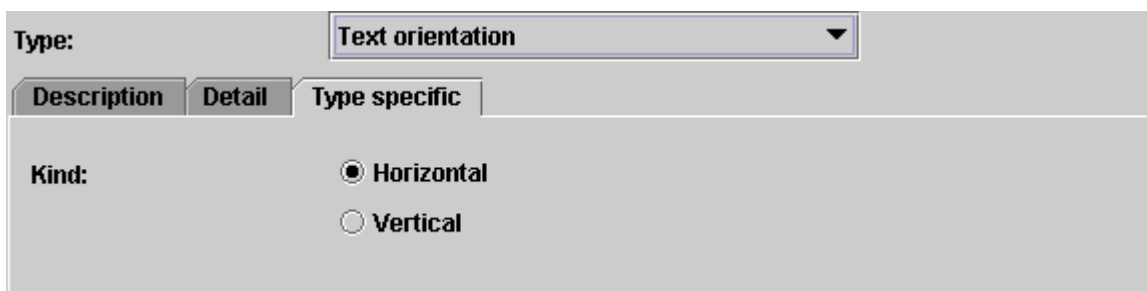 Type: Text orientation
Description Detail Type specific
Kind: Horizontal
Vertical